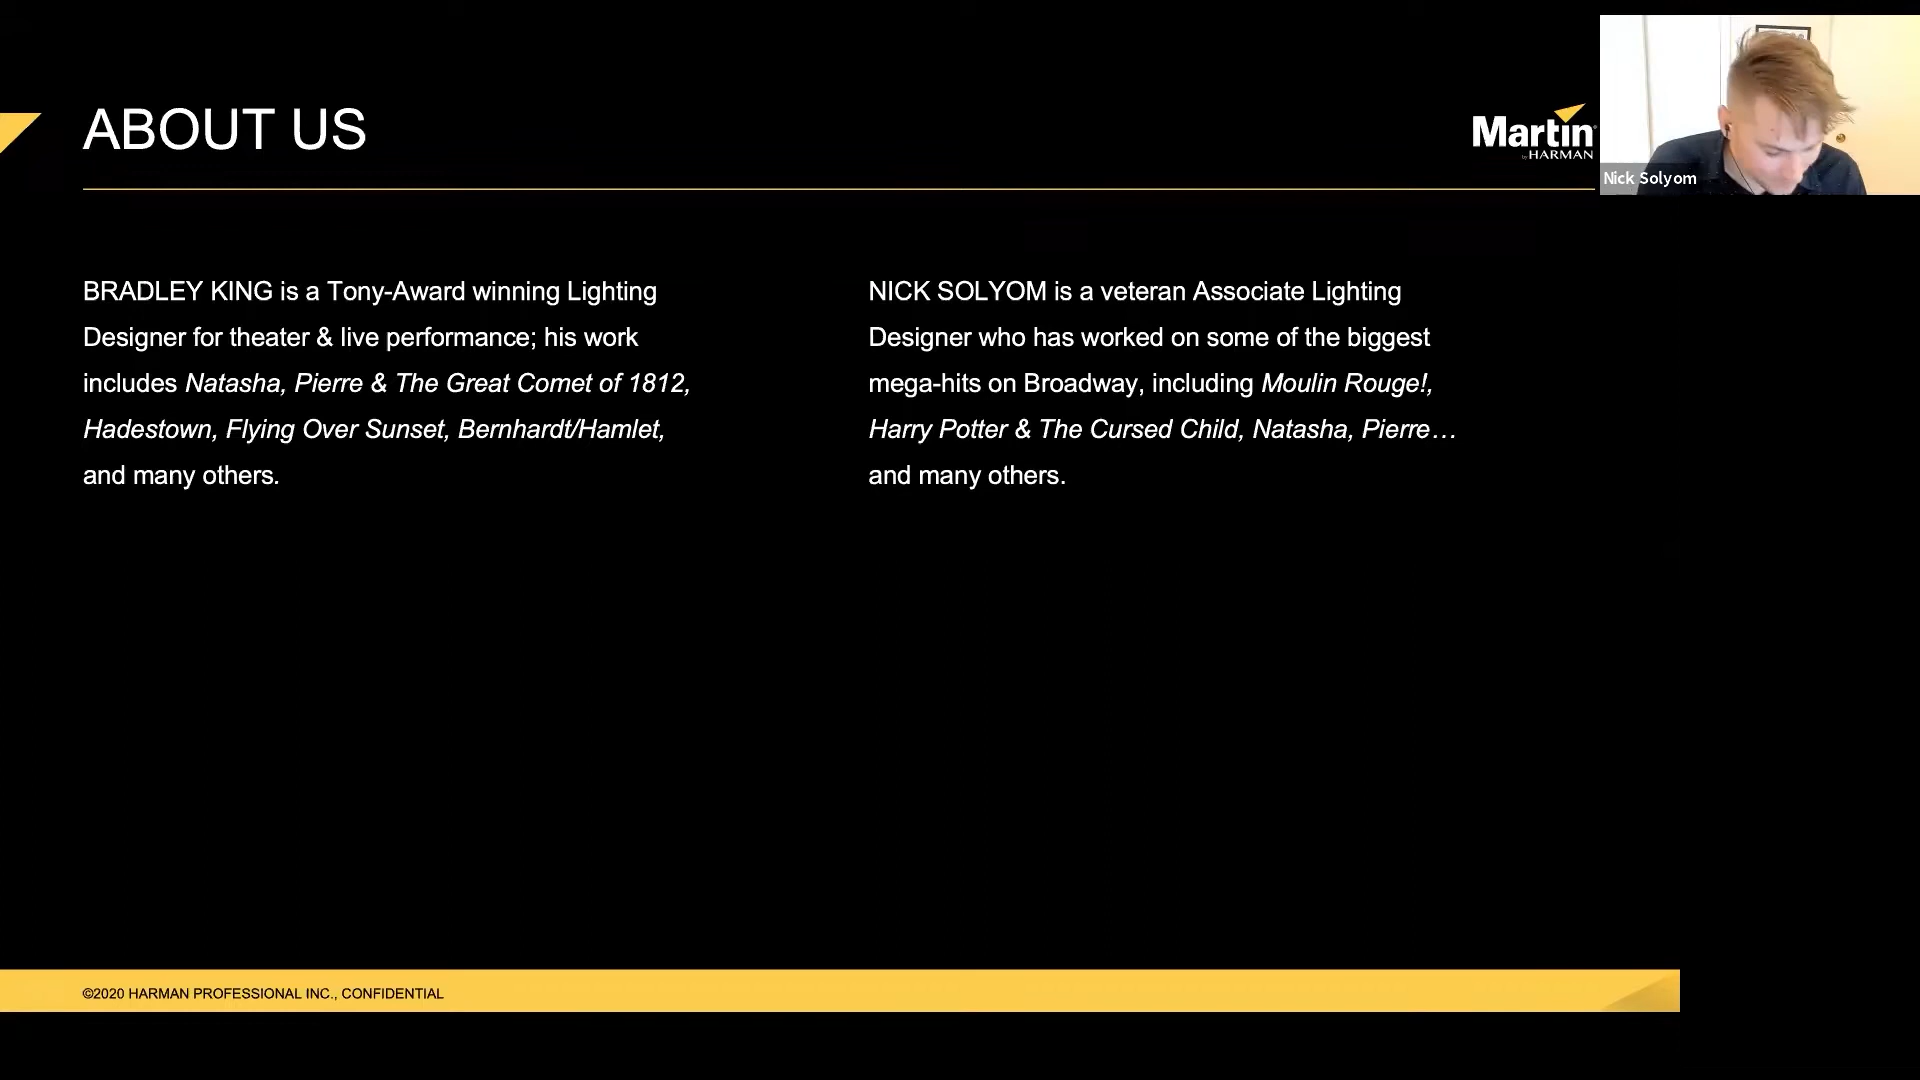 ABOUT US
Martin
by HARMAN
Nick Solyom
BRADLEY KING is a Tony-Award winning Lighting
Designer for theater & live performance; his work
includes Natasha, Pierre & The Great Comet of 1812,
Hadestown, Flying Over Sunset, Bernhardt/Hamlet,
and many others.
NICK SOLYOM is a veteran Associate Lighting
Designer who has worked on some of the biggest
mega-hits on Broadway, including Moulin Rouge!,
Harry Potter & The Cursed Child, Natasha, Pierre…
and many others.
©2020 HARMAN PROFESSIONAL INC., CONFIDENTIAL